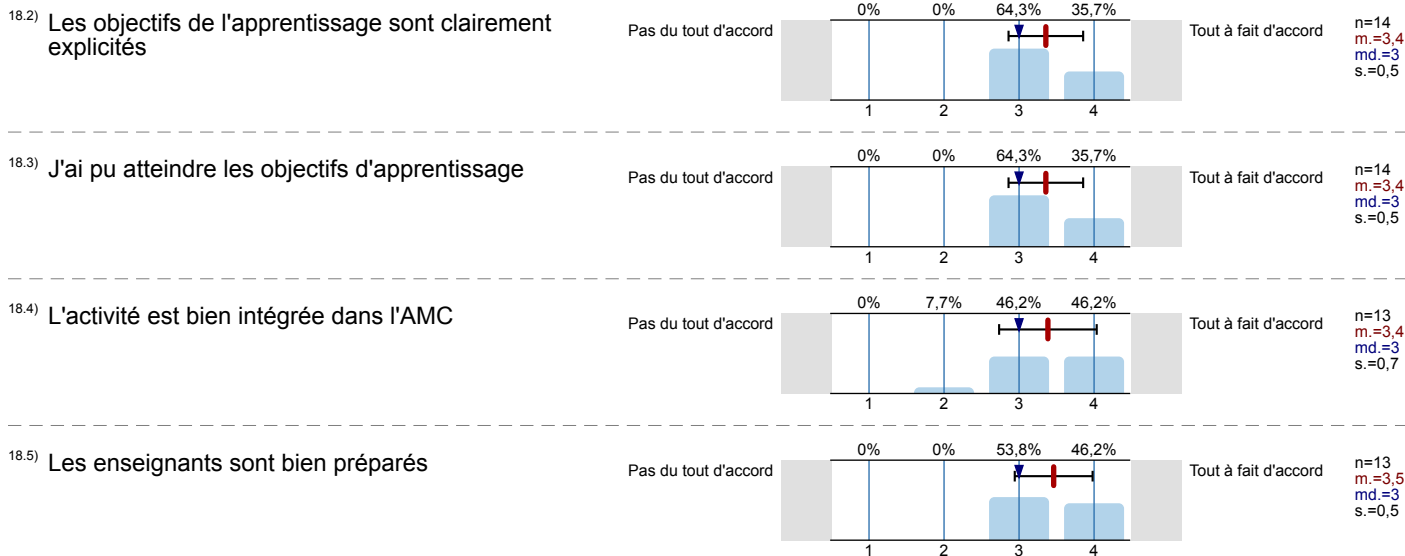 18.2) Les objectifs de l'apprentissage sont clairement
explicités
Pas du tout d'accord
0% 0% 64,3% 35,7%
1 2 3 4
Tout à fait d'accord
n=14
m.=3,4
md.=3
s.=0,5
18.3) J'ai pu atteindre les objectifs d'apprentissage
Pas du tout d'accord
0% 0% 64,3% 35,7%
1 2 3 4
Tout à fait d'accord
n=14
m.=3,4
md.=3
s.=0,5
18.4) L'activité est bien intégrée dans l'AMC
Pas du tout d'accord
0% 7,7% 46,2% 46,2%
1 2 3 4
Tout à fait d'accord
n=13
m.=3,4
md.=3
s.=0,7
18.5) Les enseignants sont bien préparés
Pas du tout d'accord
0% 0% 53,8% 46,2%
1 2 3 4
Tout à fait d'accord
n=13
m.=3,5
md.=3
s.=0,5